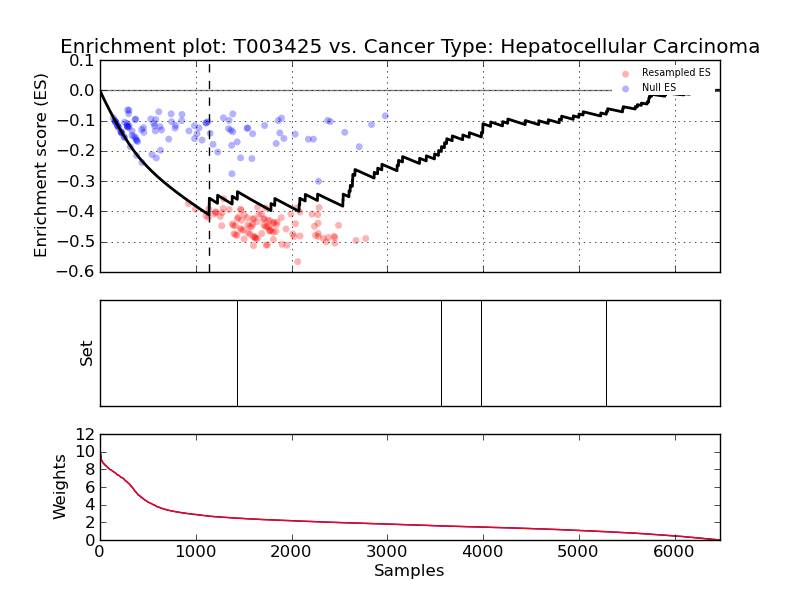 Enrichment plot: T003425 vs. Cancer Type: Hepatocellular Carcinoma
Enrichment score (ES)
0.1
0.0
−0.1
−0.2
−0.3
−0.4
−0.5
−0.6
Resampled ES
Null ES
Set
Weights
12
10
8
6
4
2
0
0 1000 2000 3000 4000 5000 6000
Samples